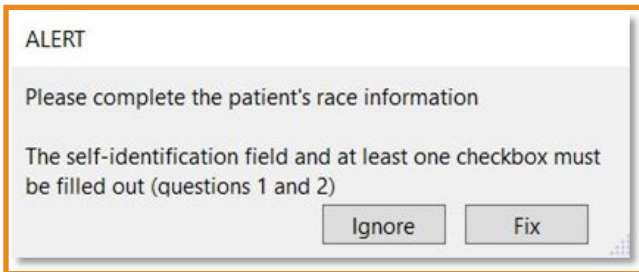 ALERT
Please complete the patient's race information
The self-identification field and at least one checkbox must
be filled out (questions 1 and 2)
Ignore Fix